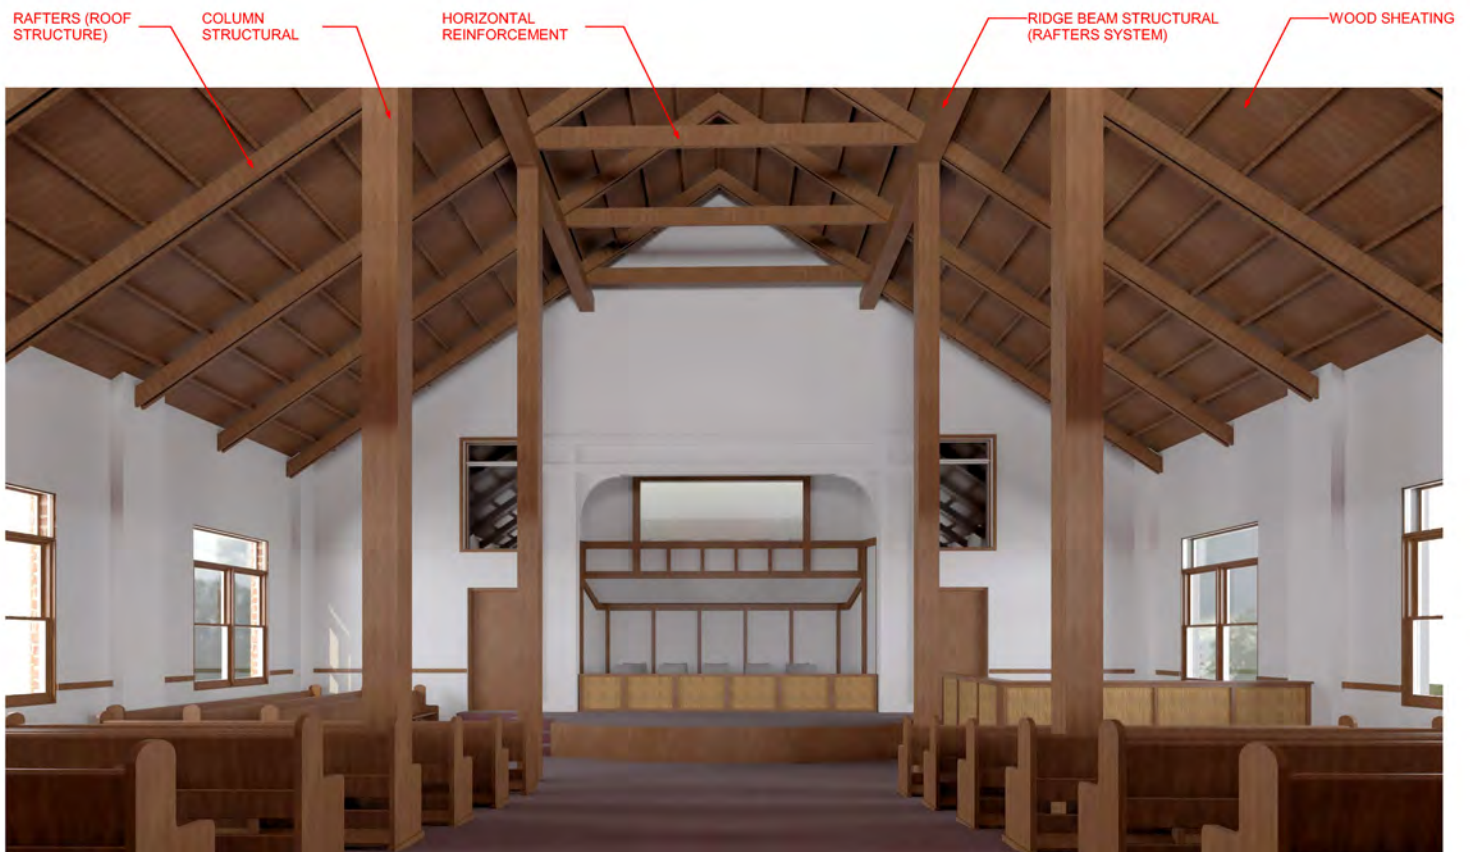 RAFTERS (ROOF
STRUCTURE)
COLUMN
STRUCTURAL
HORIZONTAL
REINFORCEMENT
RIDGE BEAM STRUCTURAL
(RAFTERS SYSTEM)
WOOD SHEATING